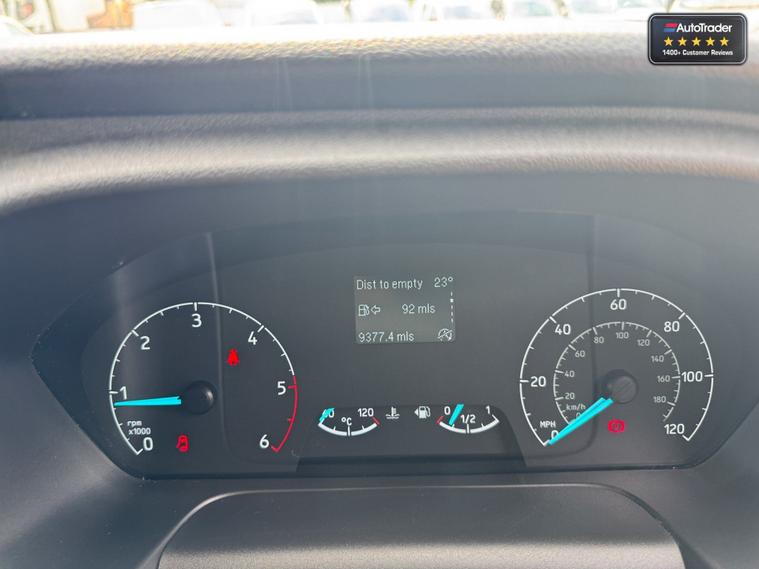 AutoTrader
1400+ Customer Reviews
Dist to empty 23°
92 mls
9377.4 mls
0
1
2
3
4
5
6
rpm
x1000
120
°C
0
1/2
1
0
20
40
60
80
100
120
MPH
0
20
40
60
80
100
120
140
160
180
km/h